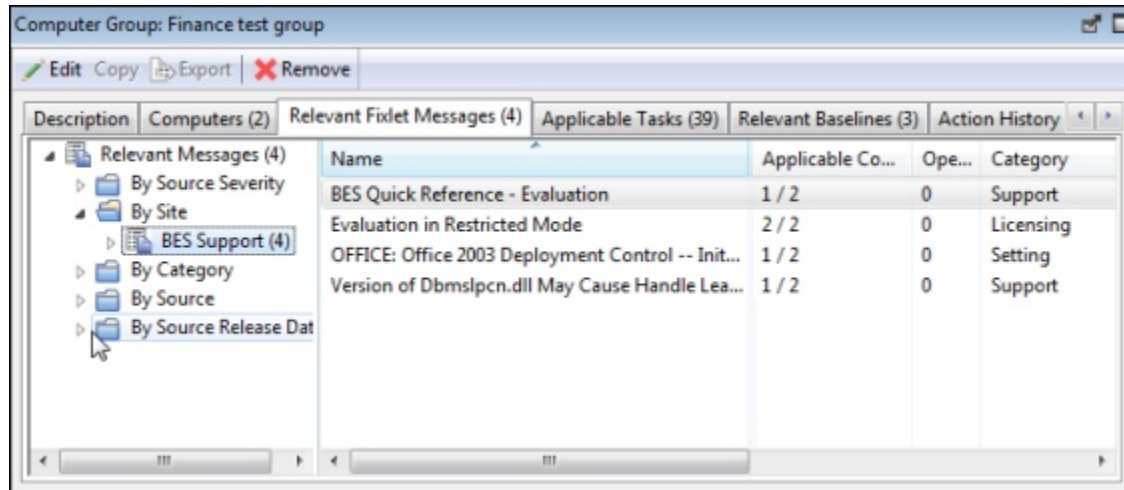 Computer Group: Finance test group
Edit Copy Export Remove
Description Computers (2) Relevant Fixlet Messages (4) Applicable Tasks (39) Relevant Baselines (3) Action History
Relevant Messages (4)
By Source Severity
By Site
BES Support (4)
By Category
By Source
By Source Release Dat
Name Applicable Co... Ope... Category
BES Quick Reference - Evaluation 1 / 2 0 Support
Evaluation in Restricted Mode 2 / 2 0 Licensing
OFFICE: Office 2003 Deployment Control -- Init... 1 / 2 0 Setting
Version of Dbmslpcn.dll May Cause Handle Lea... 1 / 2 0 Support